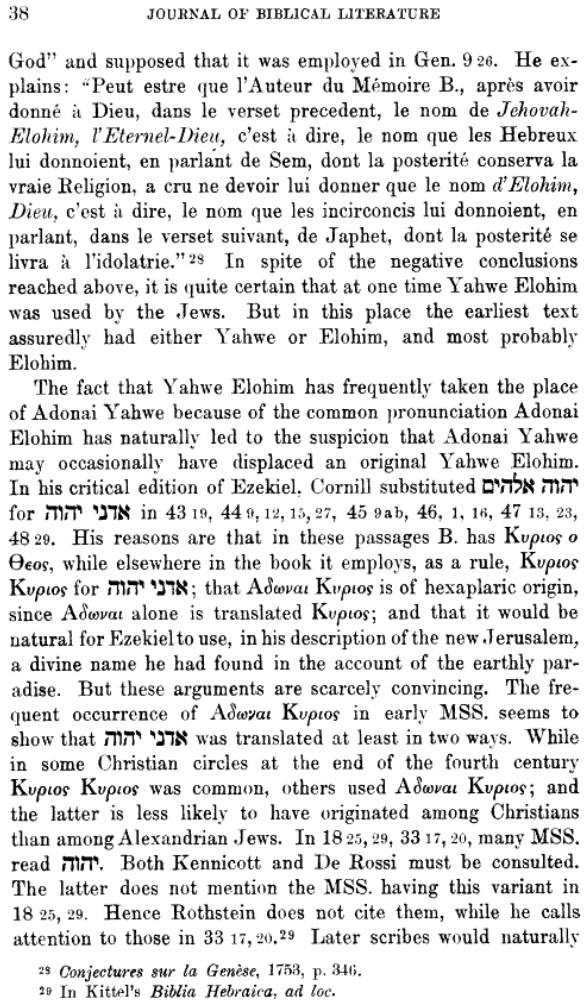 38 JOURNAL OF BIBLICAL LITERATURE
God” and supposed that it was employed in Gen. 9 26. He ex-
plains: “Peut estre que l’Auteur du Mémoire B., après avoir
donné à Dieu, dans le verset precedent, le nom de Jehovah-
Elohim, l’Eternel-Dieu, c’est à dire, le nom que les Hebreux
lui donnoient, en parlant de Sem, dont la posterité conserva la
vraie Religion, a cru ne devoir lui donner que le nom d’Elohim,
Dieu, c’est à dire, le nom que les incirconcis lui donnoient, en
parlant, dans le verset suivant, de Japhet, dont la posterité se
livra à l’idolatrie.” 28 In spite of the negative conclusions
reached above, it is quite certain that at one time Yahwe Elohim
was used by the Jews. But in this place the earliest text
assuredly had either Yahwe or Elohim, and most probably
Elohim.
The fact that Yahwe Elohim has frequently taken the place
of Adonai Yahwe because of the common pronunciation Adonai
Elohim has naturally led to the suspicion that Adonai Yahwe
may occasionally have displaced an original Yahwe Elohim.
In his critical edition of Ezekiel, Cornill substituted יהוה אלהים
for אדני יהוה in 43 19, 44 9, 12, 15, 27, 45 9ab, 46, 1, 16, 47 13, 23,
48 29. His reasons are that in these passages B. has Κυριος ο
Θεος, while elsewhere in the book it employs, as a rule, Κυριος
Κυριος for אדני יהוה; that Αδωναι Κυριος is of hexaplaric origin,
since Αδωναι alone is translated Κυριος; and that it would be
natural for Ezekiel to use, in his description of the new Jerusalem,
a divine name he had found in the account of the earthly par-
adise. But these arguments are scarcely convincing. The fre-
quent occurrence of Αδωναι Κυριος in early MSS. seems to
show that אדני יהוה was translated at least in two ways. While
in some Christian circles at the end of the fourth century
Κυριος Κυριος was common, others used Αδωναι Κυριος; and
the latter is less likely to have originated among Christians
than among Alexandrian Jews. In 18 25, 29, 33 17, 20, many MSS.
read יהוה. Both Kennicott and De Rossi must be consulted.
The latter does not mention the MSS. having this variant in
18 25, 29. Hence Rothstein does not cite them, while he calls
attention to those in 33 17, 20.29 Later scribes would naturally
28 Conjectures sur la Genèse, 1753, p. 346.
29 In Kittel’s Biblia Hebraica, ad loc.